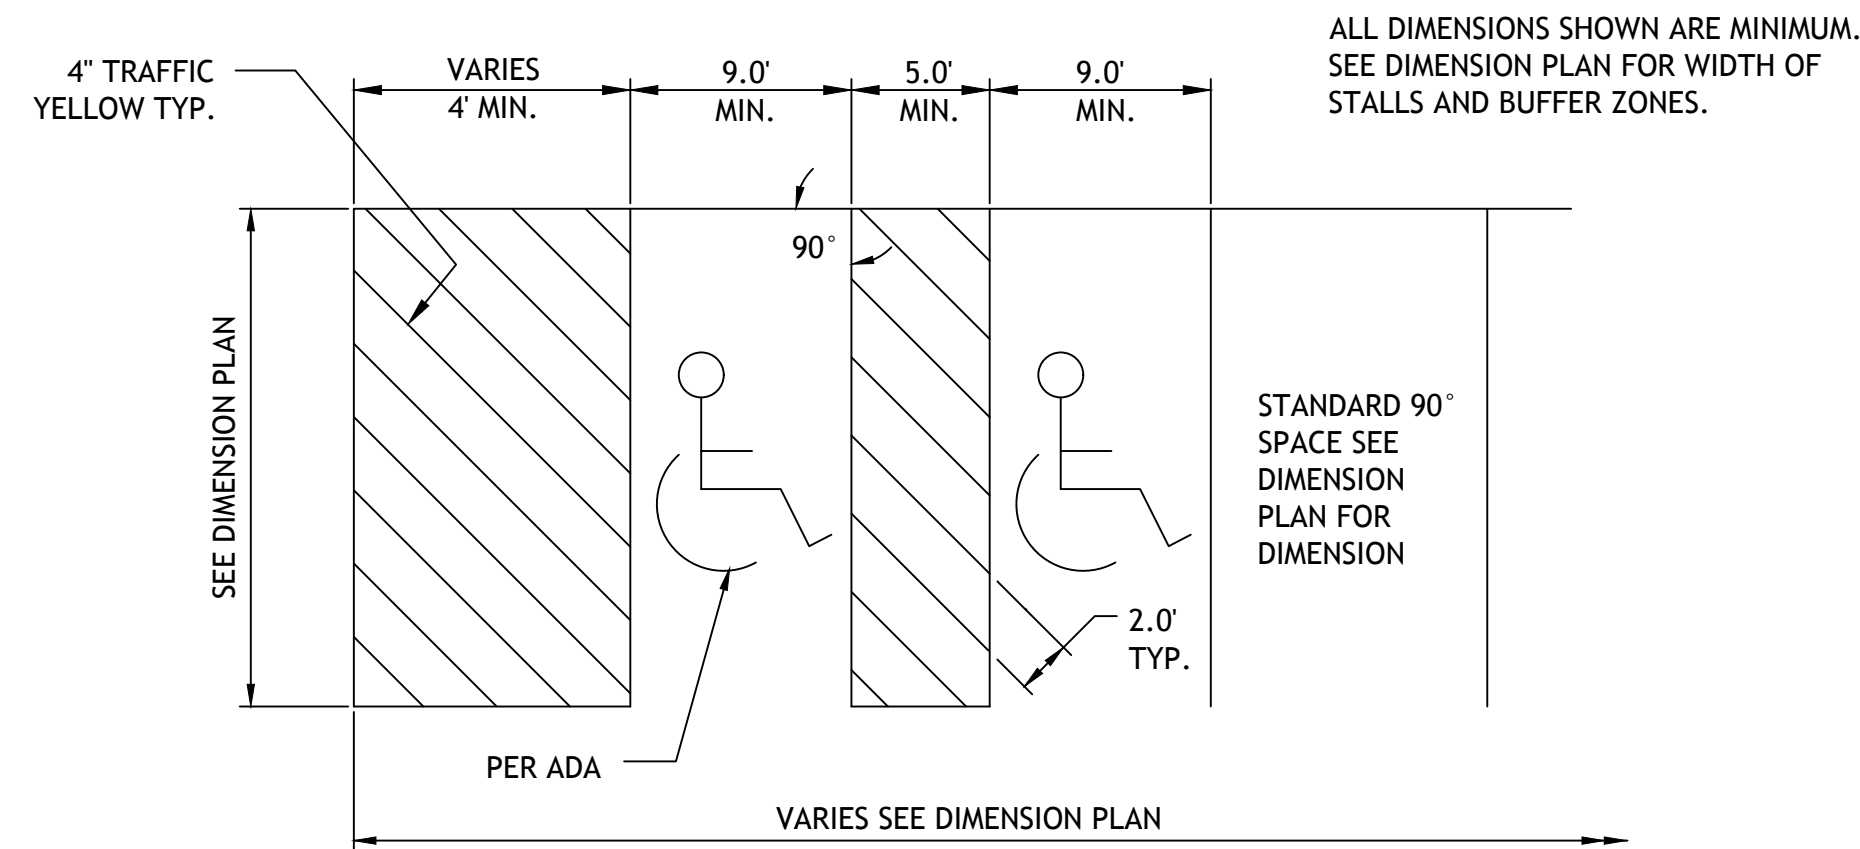 ALL DIMENSIONS SHOWN ARE MINIMUM.
SEE DIMENSION PLAN FOR WIDTH OF
STALLS AND BUFFER ZONES.
4" TRAFFIC
YELLOW TYP.
VARIES
4' MIN.
9.0'
MIN.
5.0'
MIN.
9.0'
MIN.
90°
SEE DIMENSION PLAN
STANDARD 90°
SPACE SEE
DIMENSION
PLAN FOR
DIMENSION
2.0'
TYP.
PER ADA
VARIES SEE DIMENSION PLAN